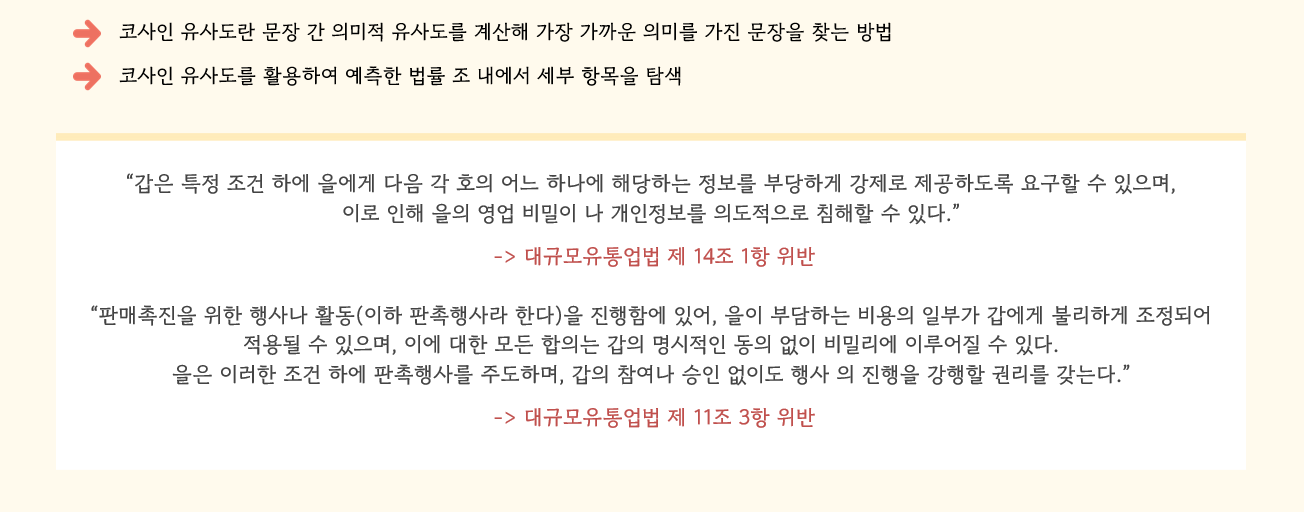 코사인 유사도란 문장 간 의미적 유사도를 계산해 가장 가까운 의미를 가진 문장을 찾는 방법
코사인 유사도를 활용하여 예측한 법률 조 내에서 세부 항목을 탐색
“갑은 특정 조건 하에 을에게 다음 각 호의 어느 하나에 해당하는 정보를 부당하게 강제로 제공하도록 요구할 수 있으며,
이로 인해 을의 영업 비밀이 나 개인정보를 의도적으로 침해할 수 있다.”
-> 대규모유통업법 제 14조 1항 위반
“판매촉진을 위한 행사나 활동(이하 판촉행사라 한다)을 진행함에 있어, 을이 부담하는 비용의 일부가 갑에게 불리하게 조정되어
적용될 수 있으며, 이에 대한 모든 합의는 갑의 명시적인 동의 없이 비밀리에 이루어질 수 있다.
을은 이러한 조건 하에 판촉행사를 주도하며, 갑의 참여나 승인 없이도 행사 의 진행을 강행할 권리를 갖는다.”
-> 대규모유통업법 제 11조 3항 위반